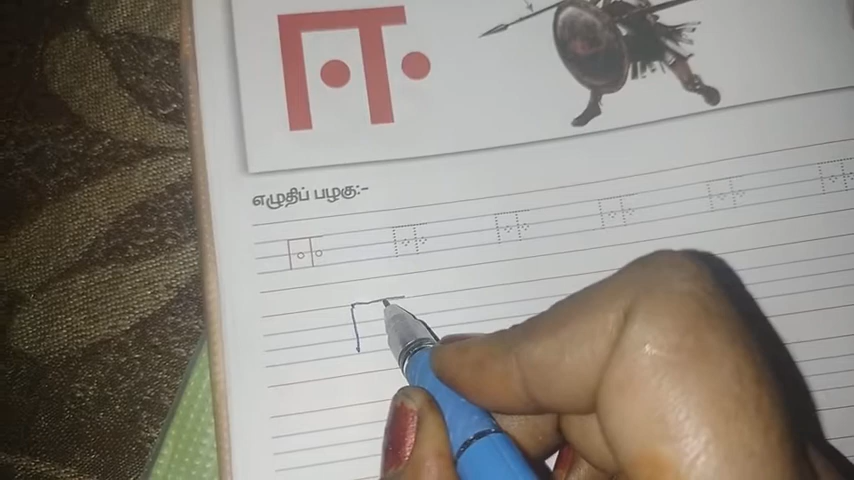 ஈ
எழுதிப் பழகு:-
ஈ ஈ ஈ ஈ ஈ ஈ